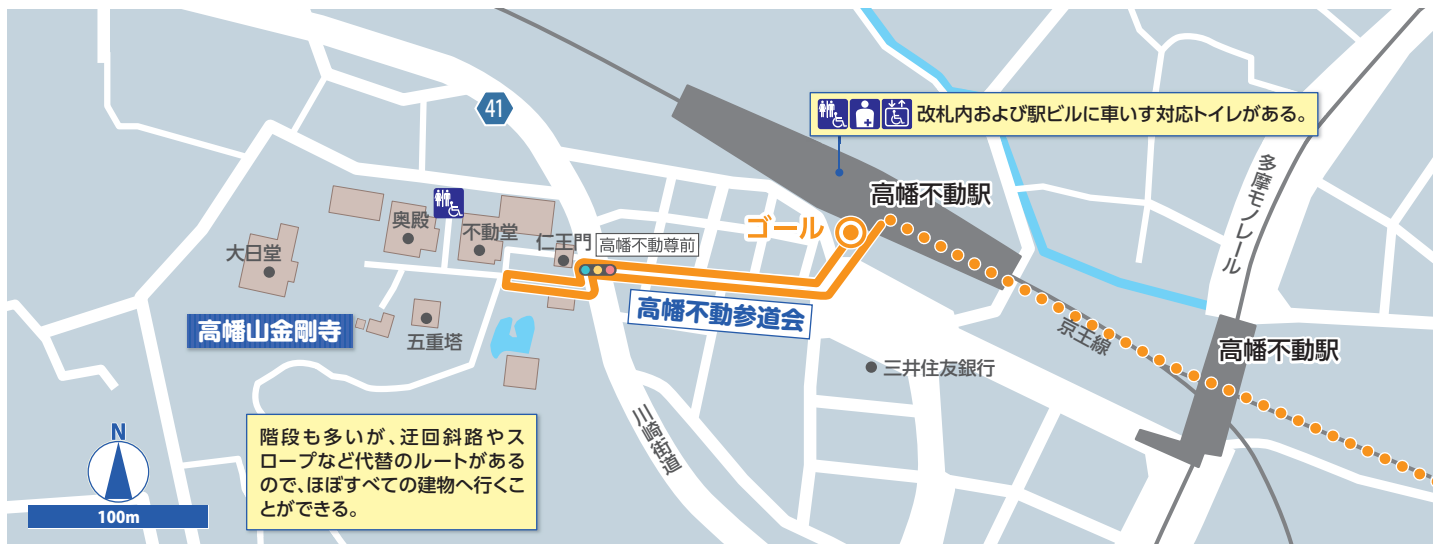 41
改札内および駅ビルに車いす対応トイレがある。
多摩モノレール
高幡不動駅
ゴール
奥殿
不動堂
仁王門
高幡不動尊前
大日堂
高幡不動参道会
高幡山金剛寺
五重塔
京王線
高幡不動駅
三井住友銀行
川崎街道
階段も多いが、迂回斜路やス
ロープなど代替のルートがある
ので、ほぼすべての建物へ行くこ
とができる。
N
100m